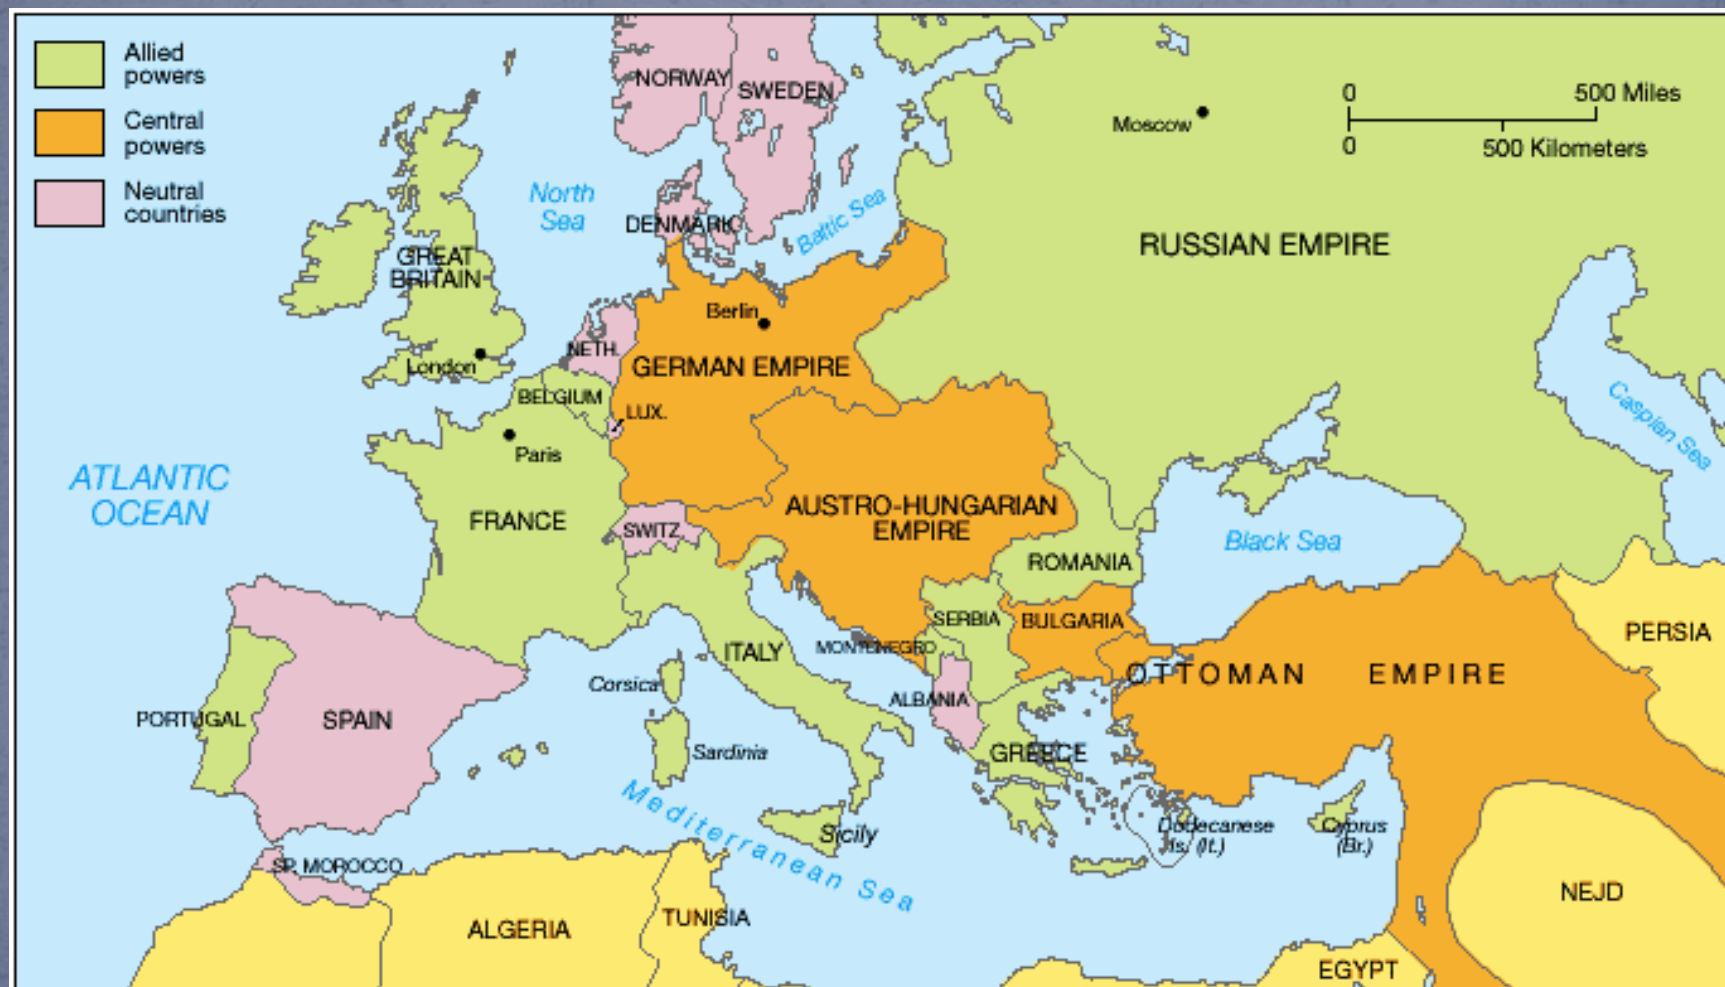 Allied
powers
Central
powers
Neutral
countries
NORWAY
SWEDEN
0
500 Miles
0
500 Kilometers
Moscow
North
Sea
DENMARK
Baltic Sea
RUSSIAN EMPIRE
GREAT
BRITAIN
Berlin
NETH.
London
GERMAN EMPIRE
BELGIUM
LUX.
Paris
Caspian Sea
ATLANTIC
OCEAN
FRANCE
SWITZ.
AUSTRO-HUNGARIAN
EMPIRE
Black Sea
ROMANIA
SERBIA
BULGARIA
PERSIA
ITALY
MONTENEGRO
OTTOMAN EMPIRE
Corsica
ALBANIA
PORTUGAL
SPAIN
Sardinia
GREECE
Mediterranean Sea
Sicily
Dodecanese
Is. (It.)
Cyprus
(Br.)
SP. MOROCCO
NEJD
ALGERIA
TUNISIA
EGYPT